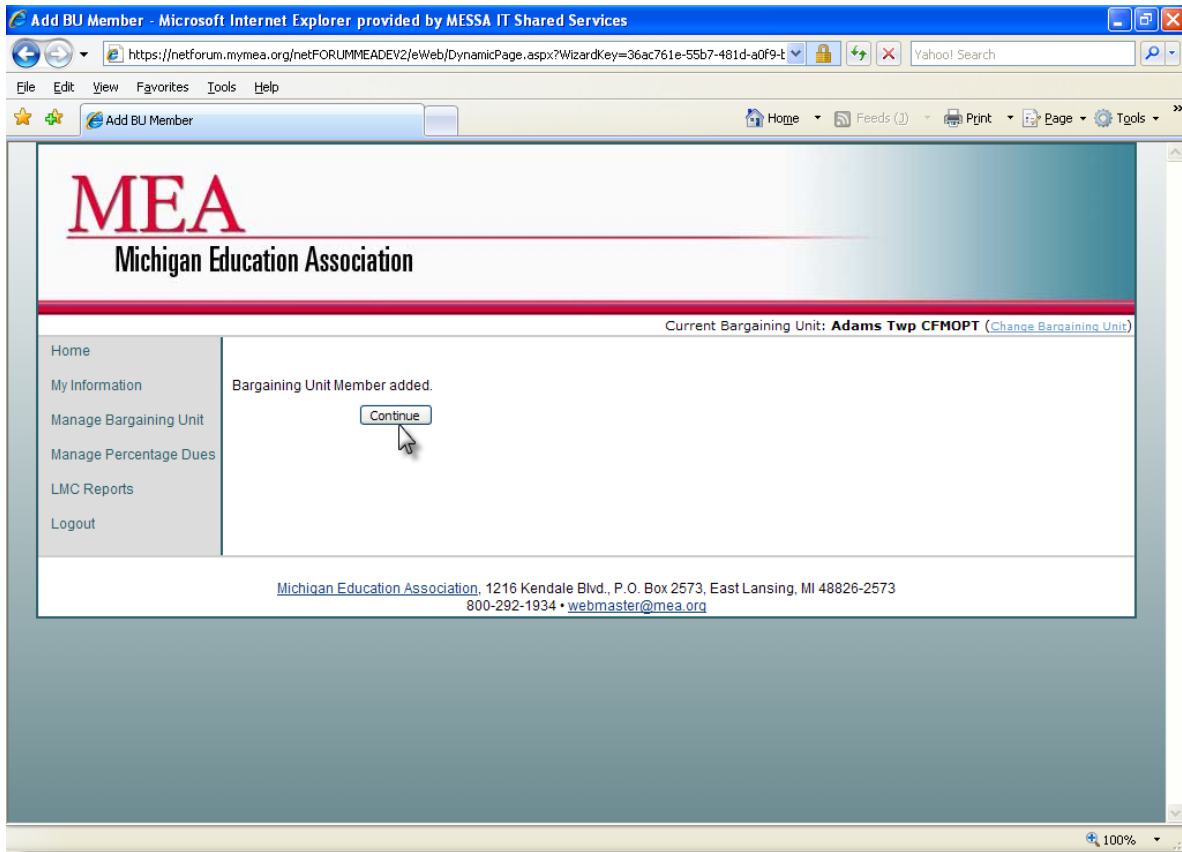 Add BU Member - Microsoft Internet Explorer provided by MESSA IT Shared Services
https://netforum.mymea.org/netFORUMMEADEV2/eWeb/DynamicPage.aspx?WizardKey=36ac761e-55b7-481d-a0f9-b Yahoo! Search
File Edit View Favorites Tools Help
Add BU Member Home Feeds (J) Print Page Tools »
MEA
Michigan Education Association
Current Bargaining Unit: Adams Twp CFMOPT (Change Bargaining Unit)
Home
My Information
Manage Bargaining Unit
Manage Percentage Dues
LMC Reports
Logout
Bargaining Unit Member added.
Continue
Michigan Education Association, 1216 Kendale Blvd., P.O. Box 2573, East Lansing, MI 48826-2573
800-292-1934 • webmaster@mea.org
100%